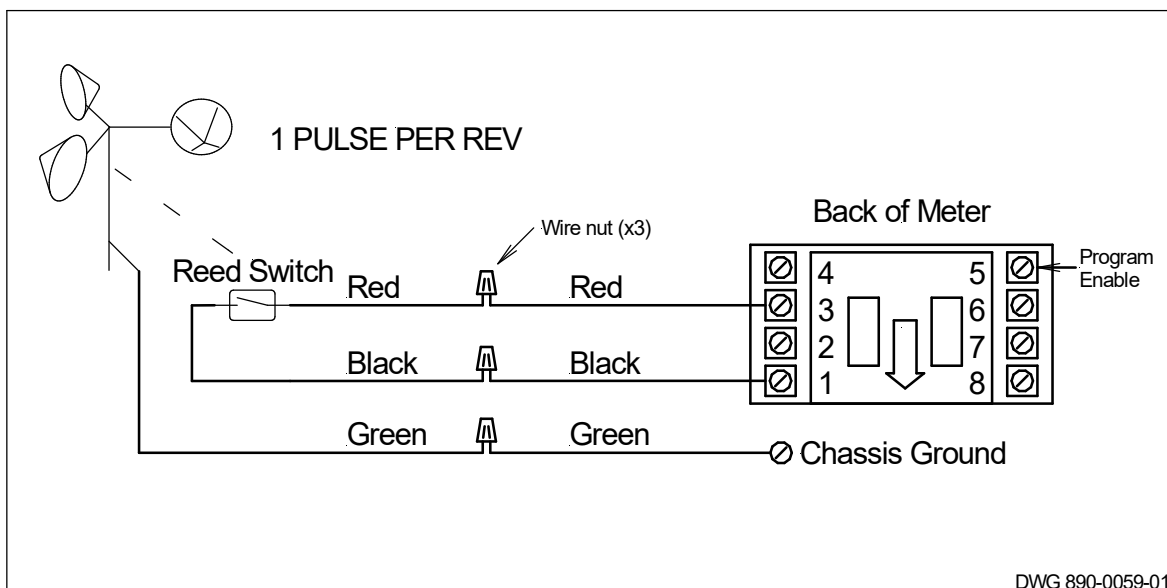 1 PULSE PER REV
Back of Meter
Wire nut (x3)
Program
Enable
Reed Switch
Red
Red
4
5
3
6
2
7
1
8
Black
Black
Green
Green
Chassis Ground
DWG 890-0059-01